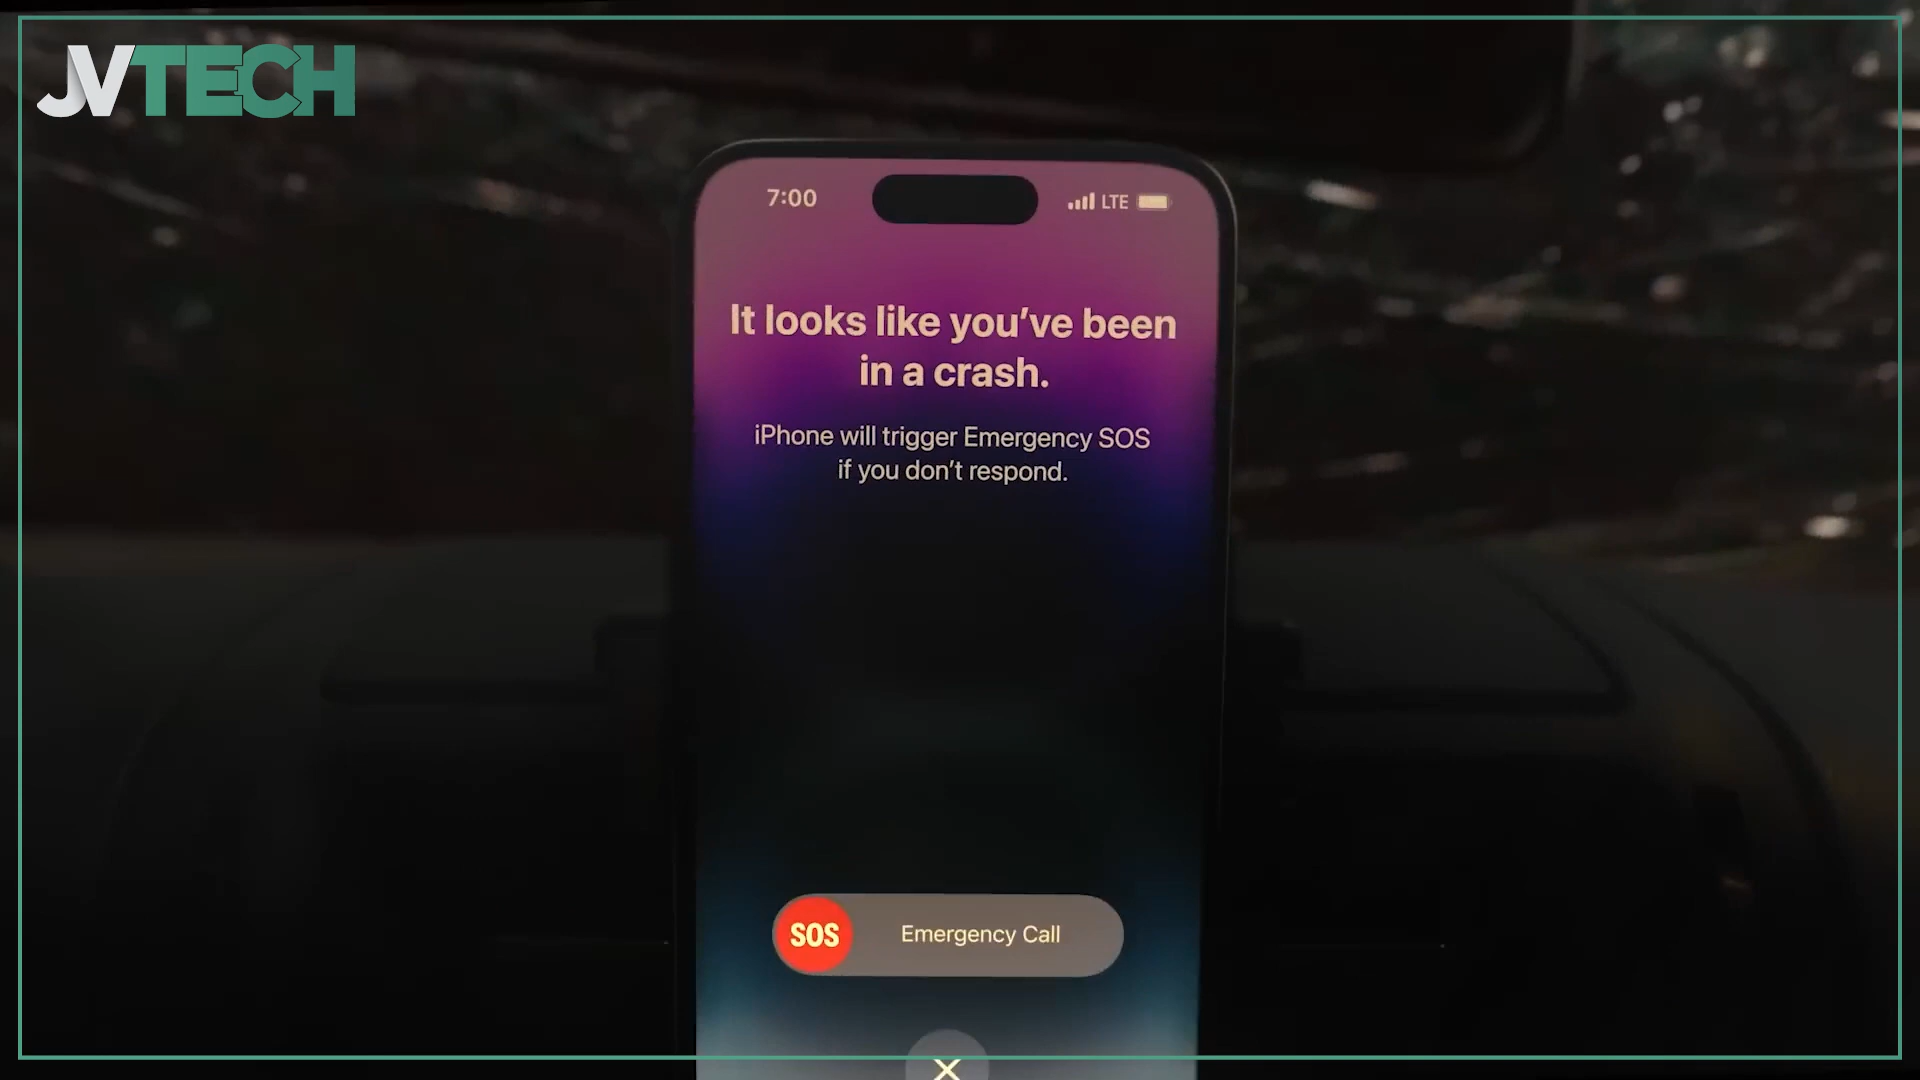 JVTECH
7:00
LTE
It looks like you've been
in a crash.
iPhone will trigger Emergency SOS
if you don't respond.
SOS
Emergency Call